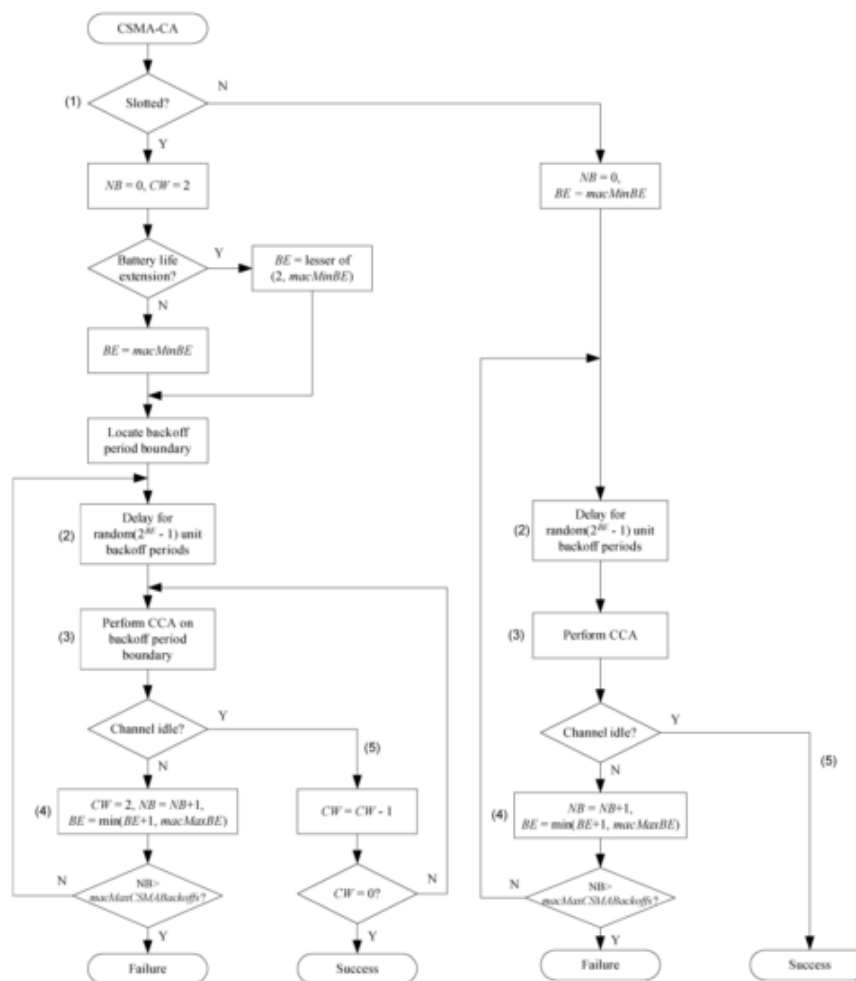 CSMA-CA
(1)
Slotted?
N
Y
NB = 0, CW = 2
NB = 0,
BE = macMinBE
Battery life
extension?
Y
BE = lesser of
(2, macMinBE)
N
BE = macMinBE
Locate backoff
period boundary
(2)
Delay for
random(2^BE - 1) unit
backoff periods
(2)
Delay for
random(2^BE - 1) unit
backoff periods
(3)
Perform CCA on
backoff period
boundary
(3)
Perform CCA
Channel idle?
Y
(5)
N
Channel idle?
Y
(5)
N
(4)
CW = 2, NB = NB+1,
BE = min(BE+1, macMaxBE)
CW = CW - 1
(4)
NB = NB+1,
BE = min(BE+1, macMaxBE)
N
NB>
macMaxCSMABackoffs?
Y
CW = 0?
N
Y
N
NB>
macMaxCSMABackoffs?
Y
Failure
Success
Failure
Success